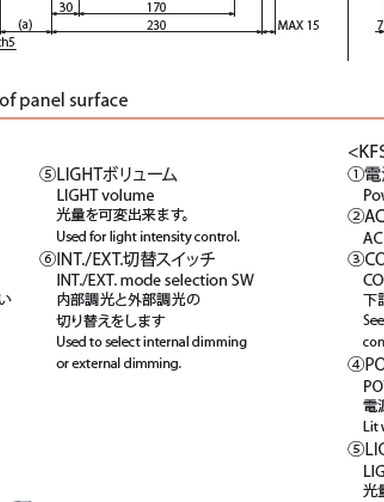 30 170
(a) 230 MAX 15 7
th5
of panel surface
⑤LIGHTボリューム
LIGHT volume
光量を可変出来ます。
Used for light intensity control.
⑥INT./EXT.切替スイッチ
INT./EXT. mode selection SW
内部調光と外部調光の
切り替えをします
Used to select internal dimming
or external dimming.
い
<KFS
①電
Pow
②AC
AC
③CO
CO
下記
See
con
④PO
POW
電源
Lit w
⑤LIG
LIG
光量